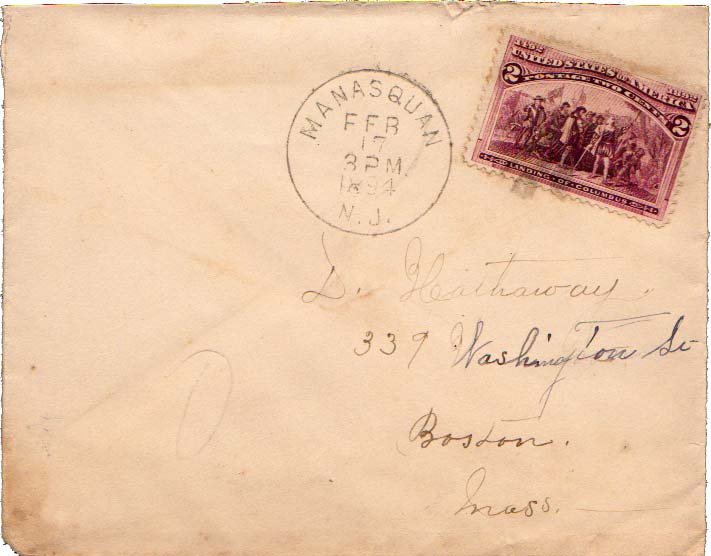 1492 1892
UNITED STATES OF AMERICA
2 POSTAGE TWO CENTS 2
LANDING OF COLUMBUS
MANASQUAN
FEB
17
3 PM
1894
N.J.
D. Hathaway.
339 Washington St
Boston.
Mass.